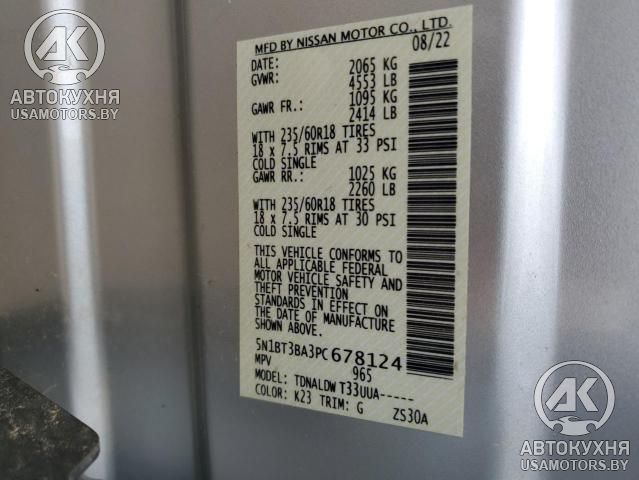 MFD BY NISSAN MOTOR CO., LTD.
DATE: 08/22
GVWR: 2065 KG
4553 LB
GAWR FR.: 1095 KG
2414 LB
WITH 235/60R18 TIRES
18 x 7.5 RIMS AT 33 PSI
COLD SINGLE
GAWR RR.: 1025 KG
2260 LB
WITH 235/60R18 TIRES
18 x 7.5 RIMS AT 30 PSI
COLD SINGLE
THIS VEHICLE CONFORMS TO
ALL APPLICABLE FEDERAL
MOTOR VEHICLE SAFETY AND
THEFT PREVENTION
STANDARDS IN EFFECT ON
THE DATE OF MANUFACTURE
SHOWN ABOVE.
5N1BT3BA3PC678124
MPV 965
MODEL: TDNALDW T33UUA-----
COLOR: K23 TRIM: G ZS30A
АК
АВТОКУХНЯ
USAMOTORS.BY
АК
АВТОКУХНЯ
USAMOTORS.BY